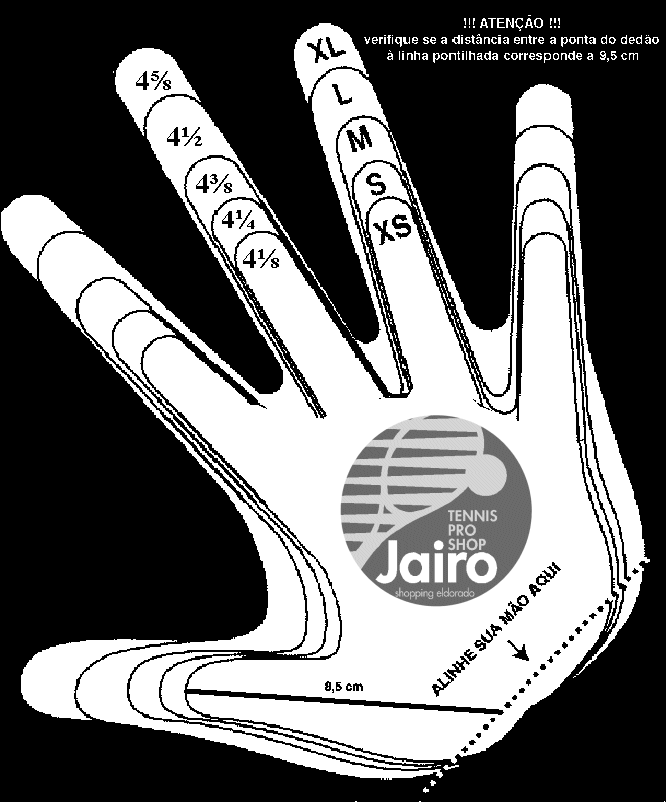 !!! ATENÇÃO !!!
verifique se a distância entre a ponta do dedão
à linha pontilhada corresponde a 9,5 cm
XL
L
M
S
XS
4⅝
4½
4⅜
4¼
4⅛
TENNIS
PRO
SHOP
Jairo
shopping eldorado
ALINHE SUA MÃO AQUI
9,5 cm